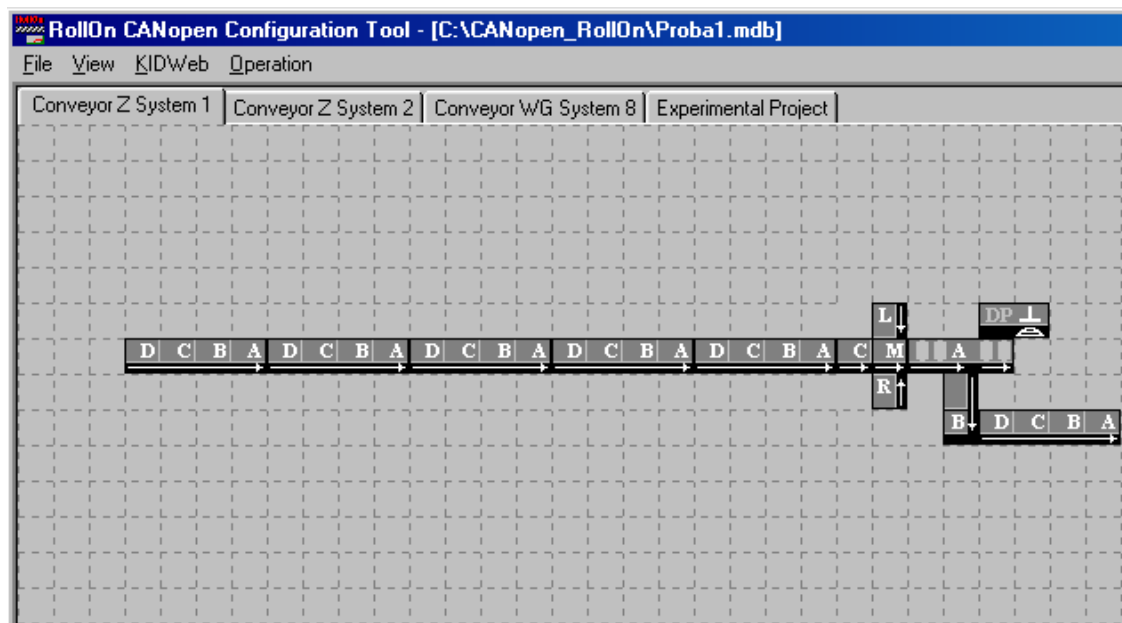 RollOn CANopen Configuration Tool - [C:\CANopen_RollOn\Proba1.mdb]
File View KIDWeb Operation
Conveyor Z System 1 Conveyor Z System 2 Conveyor WG System 8 Experimental Project
L DP
D C B A D C B A D C B A D C B A D C B A C M A
R
B D C B A